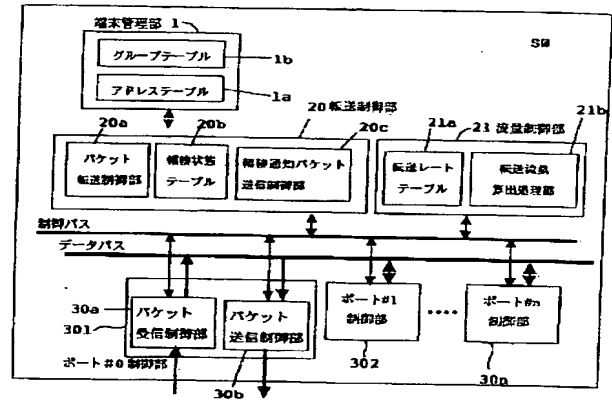 端末管理部 1
SW
グループテーブル
1b
アドレステーブル
1a
20a
20b
20 転送制御部
20c
21a
21 流量制御部
21b
パケット
転送制御部
輻輳状態
テーブル
輻輳通知パケット
送信制御部
転送レート
テーブル
転送流量
算出処理部
制御バス
データバス
30a
301
パケット
受信制御部
パケット
送信制御部
ポート#1
制御部
302
ポート#n
制御部
30n
ポート#0 制御部
30b